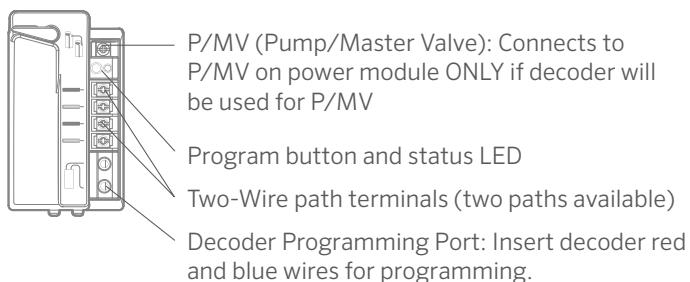 P/MV (Pump/Master Valve): Connects to
P/MV on power module ONLY if decoder will
be used for P/MV
Program button and status LED
Two-Wire path terminals (two paths available)
Decoder Programming Port: Insert decoder red
and blue wires for programming.